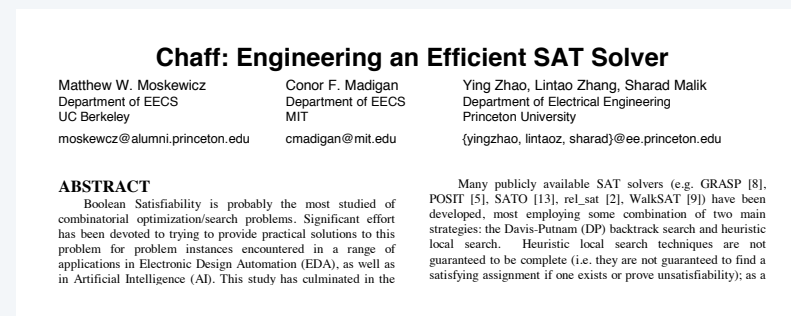 Chaff: Engineering an Efficient SAT Solver
Matthew W. Moskewicz
Department of EECS
UC Berkeley
moskewcz@alumni.princeton.edu
Conor F. Madigan
Department of EECS
MIT
cmadigan@mit.edu
Ying Zhao, Lintao Zhang, Sharad Malik
Department of Electrical Engineering
Princeton University
{yingzhao, lintaoz, sharad}@ee.princeton.edu
ABSTRACT
Boolean Satisfiability is probably the most studied of
combinatorial optimization/search problems. Significant effort
has been devoted to trying to provide practical solutions to this
problem for problem instances encountered in a range of
applications in Electronic Design Automation (EDA), as well as
in Artificial Intelligence (AI). This study has culminated in the
Many publicly available SAT solvers (e.g. GRASP [8],
POSIT [5], SATO [13], rel_sat [2], WalkSAT [9]) have been
developed, most employing some combination of two main
strategies: the Davis-Putnam (DP) backtrack search and heuristic
local search. Heuristic local search techniques are not
guaranteed to be complete (i.e. they are not guaranteed to find a
satisfying assignment if one exists or prove unsatisfiability); as a